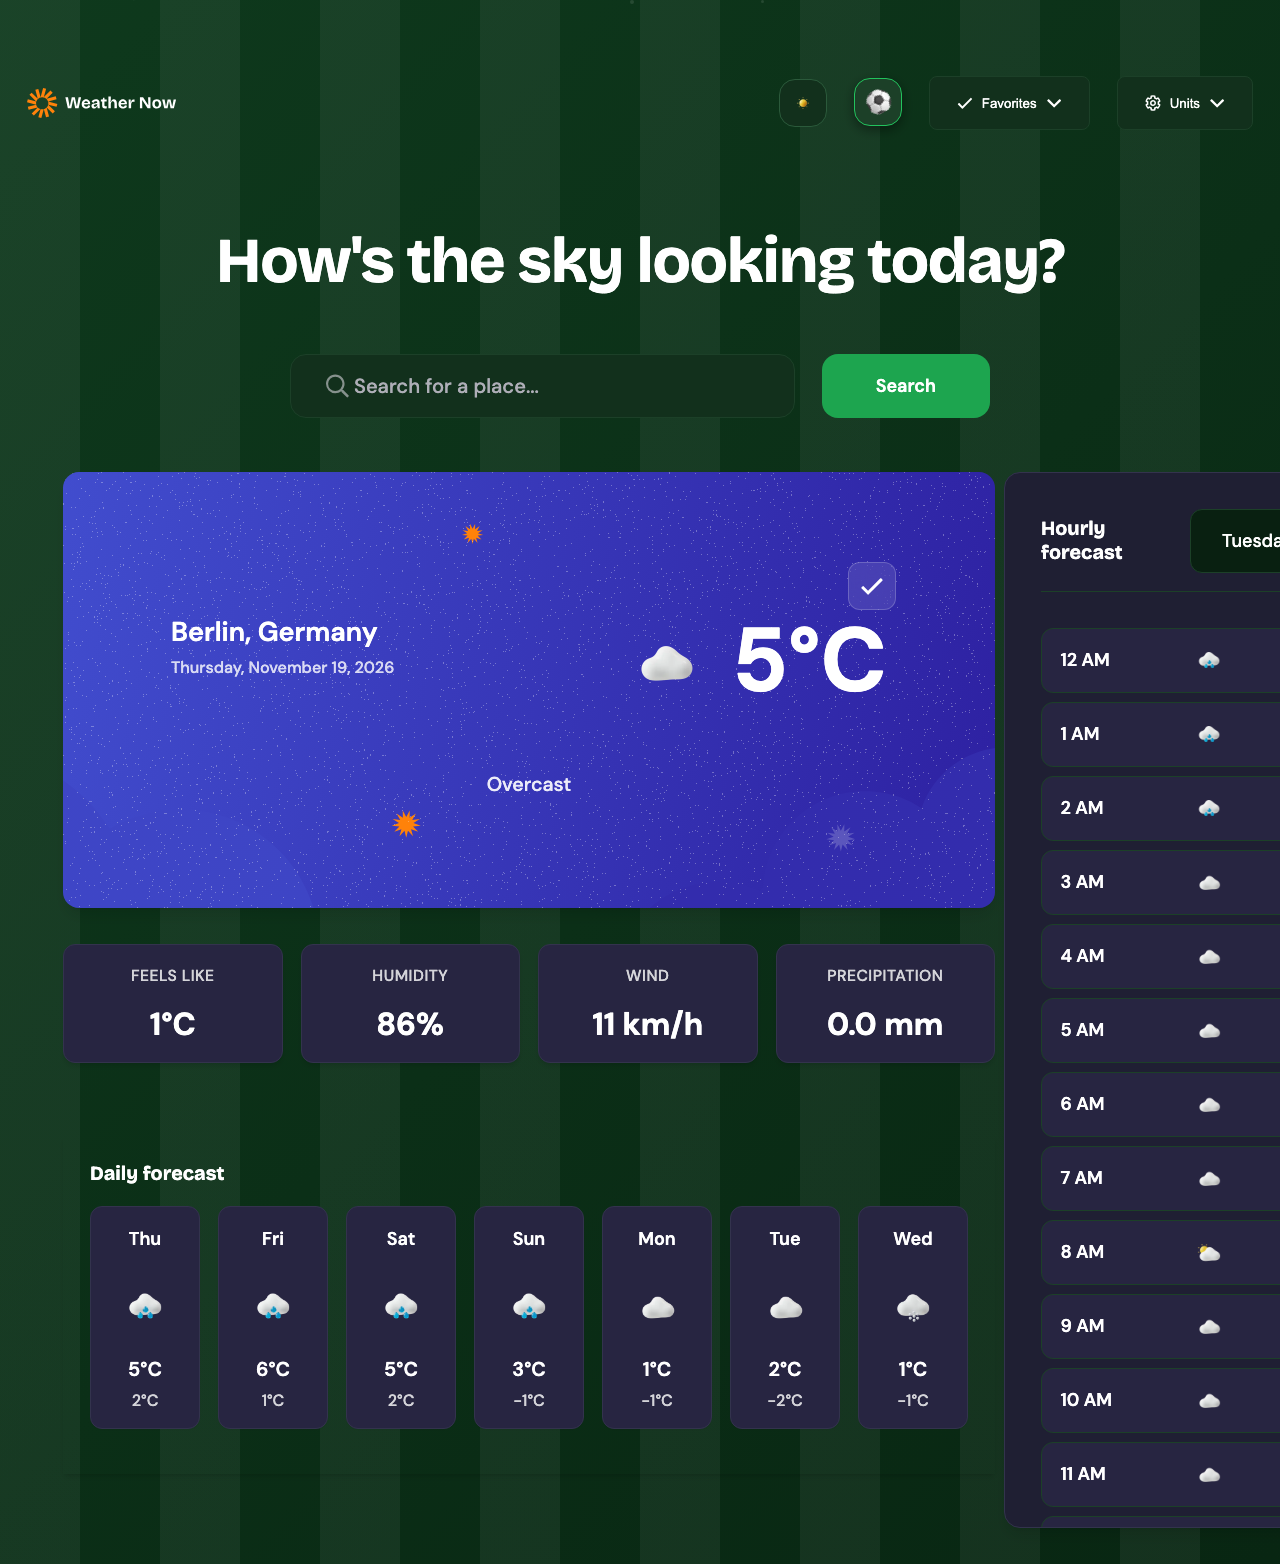 Weather Now
Favorites
Units
How's the sky looking today?
Search for a place...
Search
Berlin, Germany
Thursday, November 19, 2026
5°C
Overcast
FEELS LIKE
1°C
HUMIDITY
86%
WIND
11 km/h
PRECIPITATION
0.0 mm
Daily forecast
Thu
5°C
2°C
Fri
6°C
1°C
Sat
5°C
2°C
Sun
3°C
-1°C
Mon
1°C
-1°C
Tue
2°C
-2°C
Wed
1°C
-1°C
Hourly
forecast
Tuesda
12 AM
1 AM
2 AM
3 AM
4 AM
5 AM
6 AM
7 AM
8 AM
9 AM
10 AM
11 AM